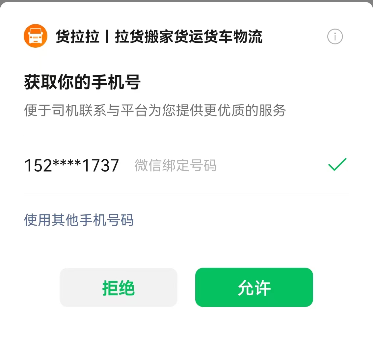 货拉拉丨拉货搬家货运货车物流
获取你的手机号
便于司机联系与平台为您提供更优质的服务
152****1737 微信绑定号码
使用其他手机号码
拒绝 允许